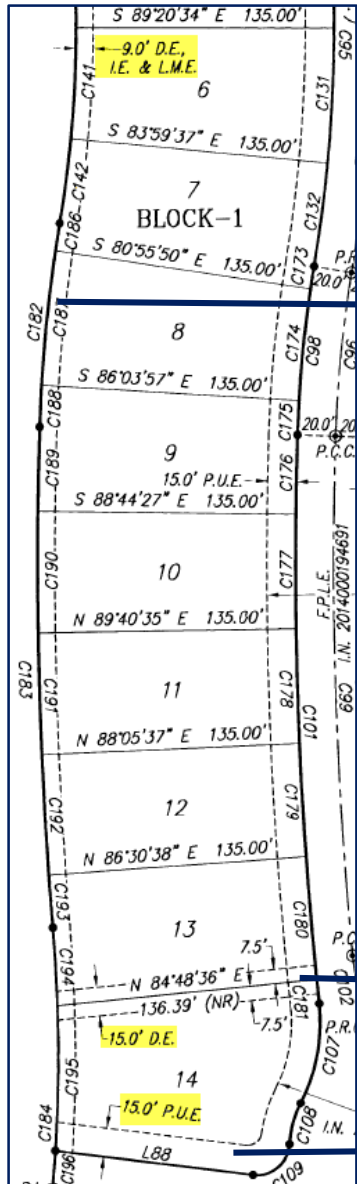 S 89°20'34" E 135.00'
C95
C141
9.0' D.E.,
I.E. & L.M.E.
6
C131
S 83°59'37" E 135.00'
C142
7
C132
BLOCK-1
C186
S 80°55'50" E 135.00'
C173
20.0'
C182
C187
8
C174
C98
C96
S 86°03'57" E 135.00'
C188
C175
20.0'
20
P.C.C.
9
C189
C176
15.0' P.U.E.
S 88°44'27" E 135.00'
C190
10
C177
F.P.L.E.
I.N. 2014000194691
N 89°40'35" E 135.00'
C183
C191
11
C178
C101
C99
N 88°05'37" E 135.00'
C192
12
C179
N 86°30'38" E 135.00'
C193
13
C180
7.5'
C194
N 84°48'36" E
136.39' (NR)
C181
C102
7.5'
15.0' D.E.
C195
14
C107
15.0' P.U.E.
C184
C108
I.N.
C196
L88
C109